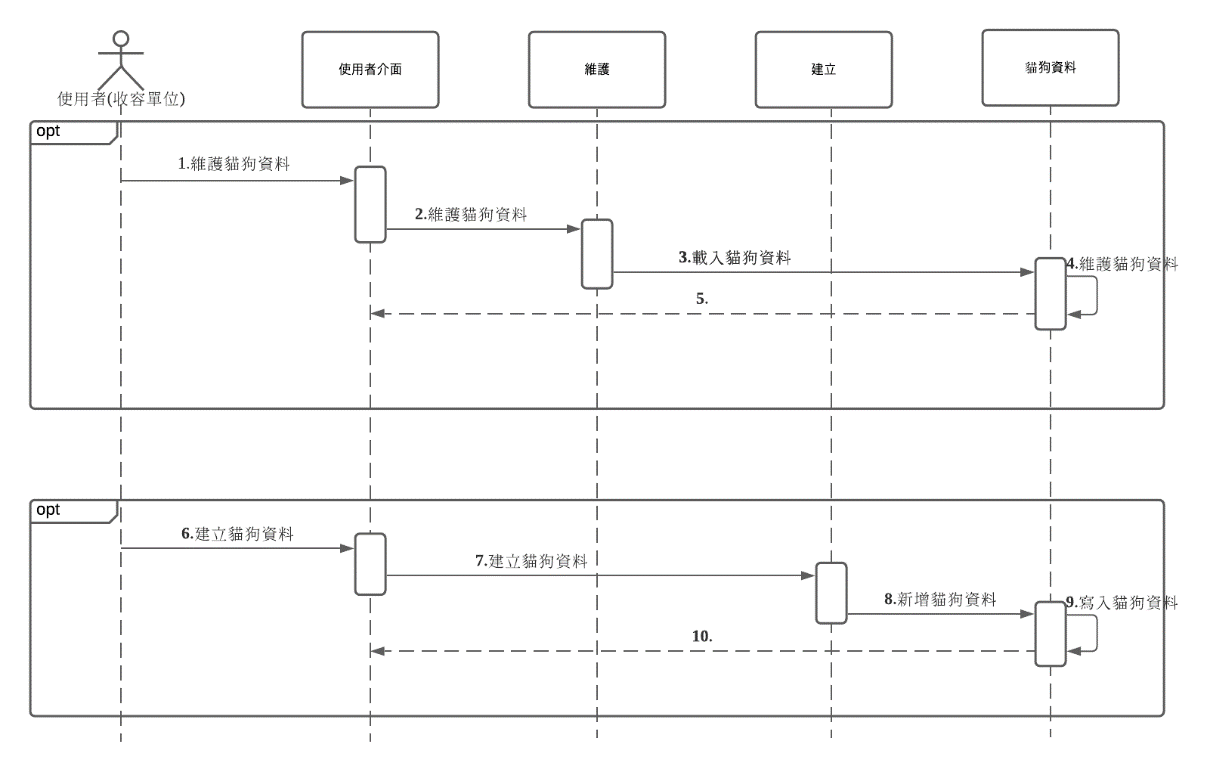 使用者(收容單位)
使用者介面
維護
建立
貓狗資料
opt
1.維護貓狗資料
2.維護貓狗資料
3.載入貓狗資料
4.維護貓狗資料
5.
opt
6.建立貓狗資料
7.建立貓狗資料
8.新增貓狗資料
9.寫入貓狗資料
10.